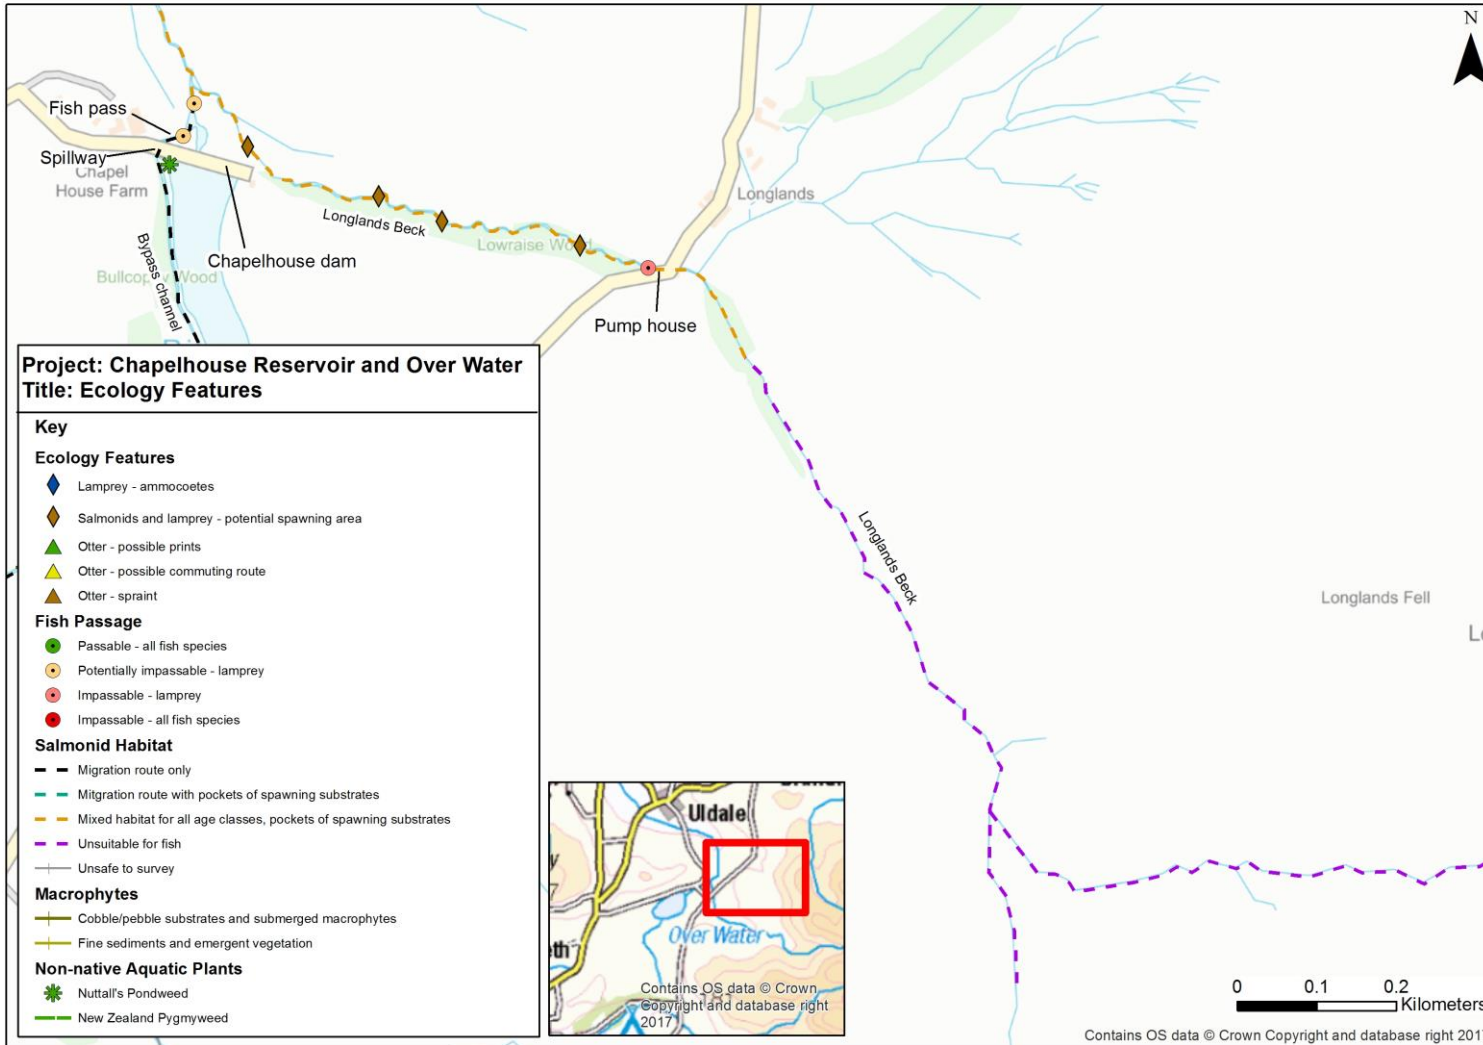 N
Fish pass
Spillway
Chapel
House Farm
Longlands
Longlands Beck
Lowraise Wood
Bypass channel
Chapelhouse dam
Pump house
Longlands Beck
Longlands Fell
Project: Chapelhouse Reservoir and Over Water
Title: Ecology Features
Key
Ecology Features
Lamprey - ammocoetes
Salmonids and lamprey - potential spawning area
Otter - possible prints
Otter - possible commuting route
Otter - spraint
Fish Passage
Passable - all fish species
Potentially impassable - lamprey
Impassable - lamprey
Impassable - all fish species
Salmonid Habitat
Migration route only
Mitgration route with pockets of spawning substrates
Mixed habitat for all age classes, pockets of spawning substrates
Unsuitable for fish
Unsafe to survey
Macrophytes
Cobble/pebble substrates and submerged macrophytes
Fine sediments and emergent vegetation
Non-native Aquatic Plants
Nuttall's Pondweed
New Zealand Pygmyweed
Uldale
Over Water
Contains OS data © Crown
Copyright and database right
2017
0 0.1 0.2
Kilometers
Contains OS data © Crown Copyright and database right 2017